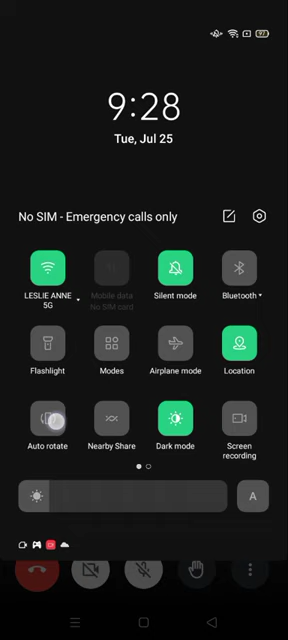 97
9:28
Tue, Jul 25
No SIM - Emergency calls only
LESLIE ANNE 5G
Mobile data
No SIM card
Silent mode
Bluetooth
Flashlight
Modes
Airplane mode
Location
Auto rotate
Nearby Share
Dark mode
Screen recording
A